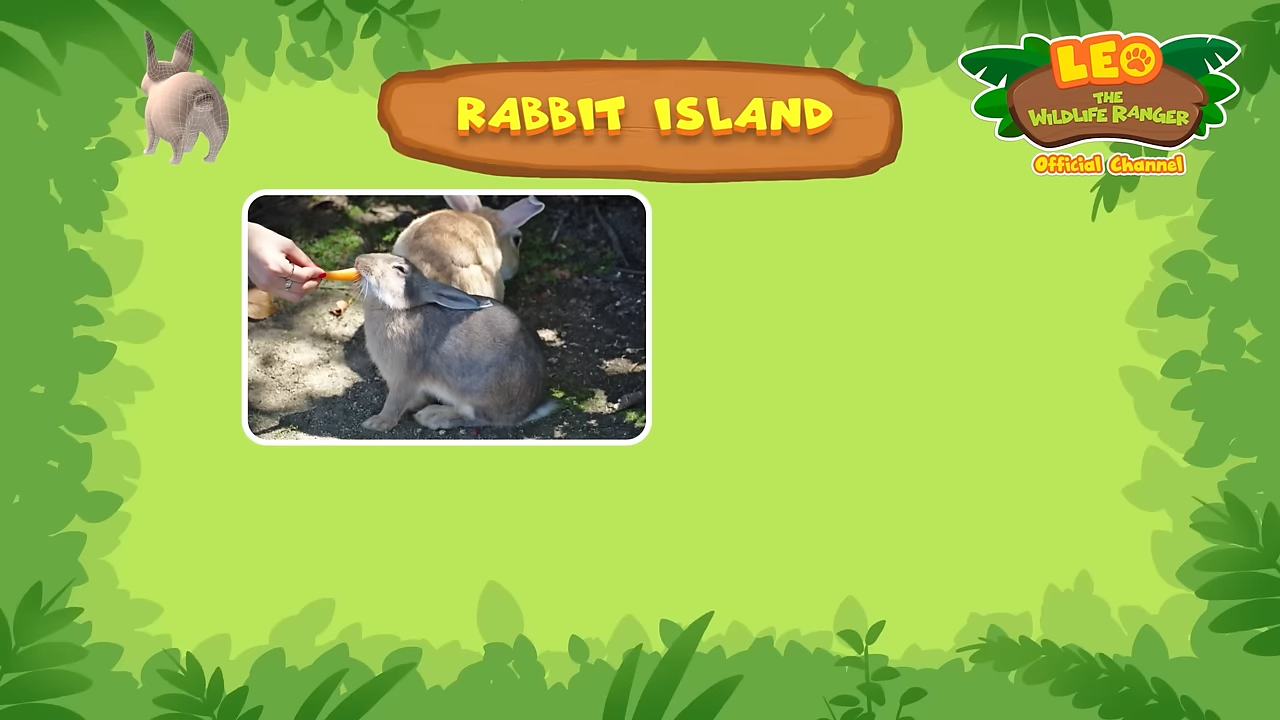 RABBIT ISLAND
LEO
THE
WILDLIFE RANGER
Official Channel